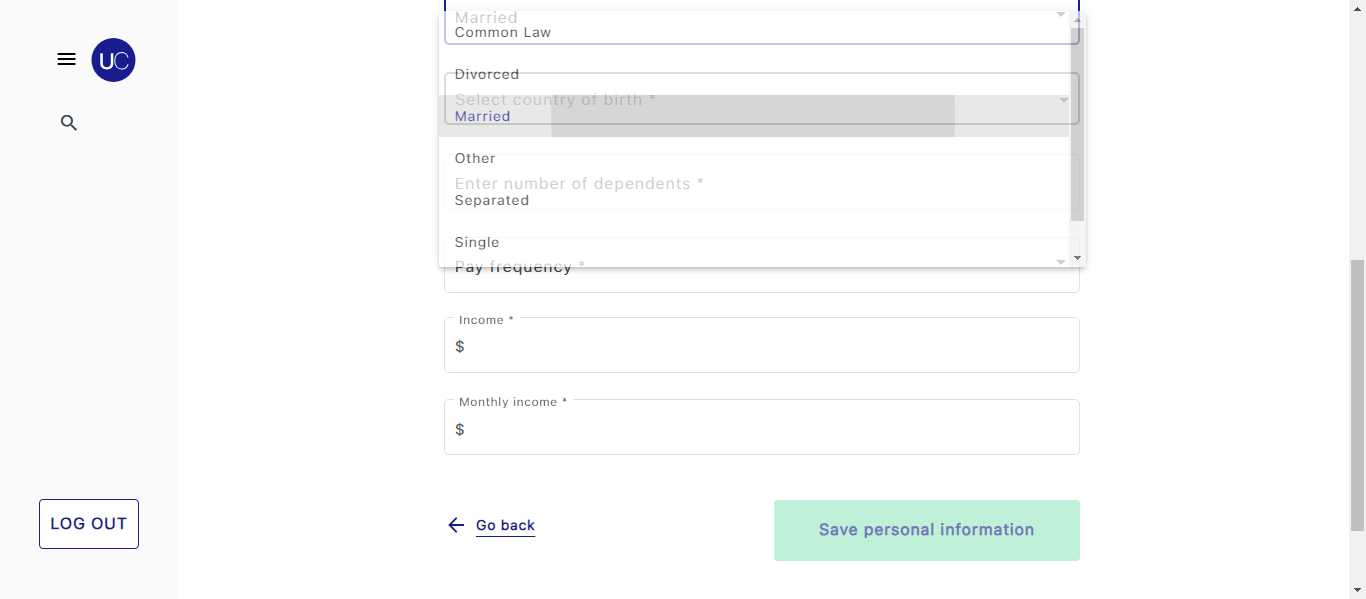 UC
Married
Common Law
Divorced
Select country of birth *
Married
Other
Enter number of dependents *
Separated
Single
Pay frequency *
Income *
$
Monthly income *
$
LOG OUT
Go back
Save personal information